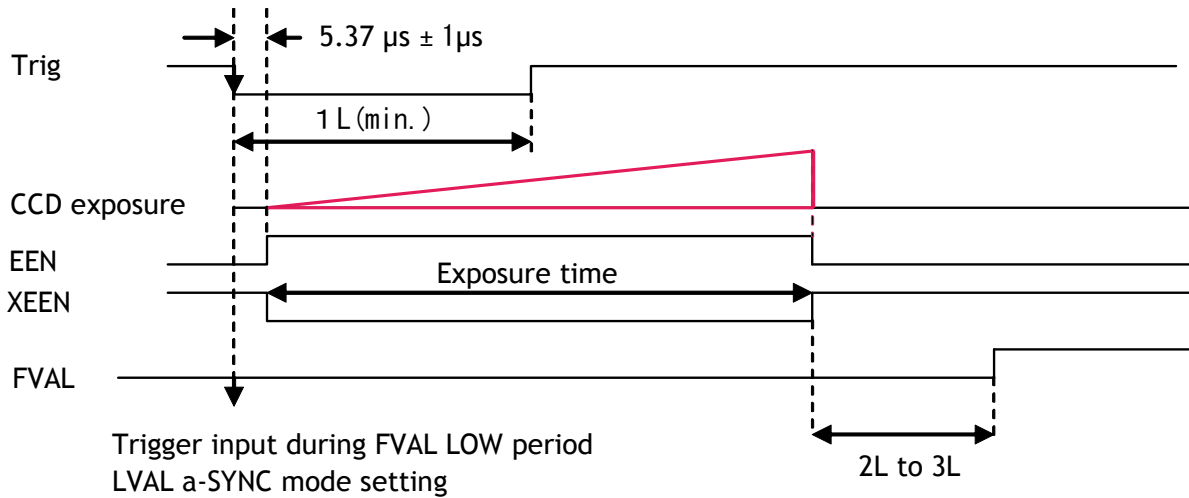 5.37 µs ± 1µs
Trig
1L(min.)
CCD exposure
EEN
Exposure time
XEEN
FVAL
Trigger input during FVAL LOW period
2L to 3L
LVAL a-SYNC mode setting